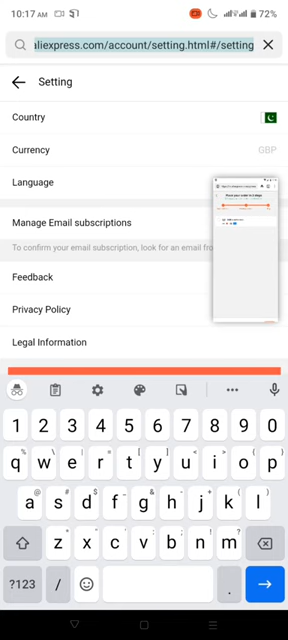 10:17 AM
72%
aliexpress.com/account/setting.html#/setting
Setting
Country
Currency
GBP
Language
Manage Email subscriptions
To confirm your email subscription, look for an email fro
Feedback
Privacy Policy
Legal Information
1 2 3 4 5 6 7 8 9 0
q w e r t y u i o p
a s d f g h j k l
z x c v b n m
?123 / .